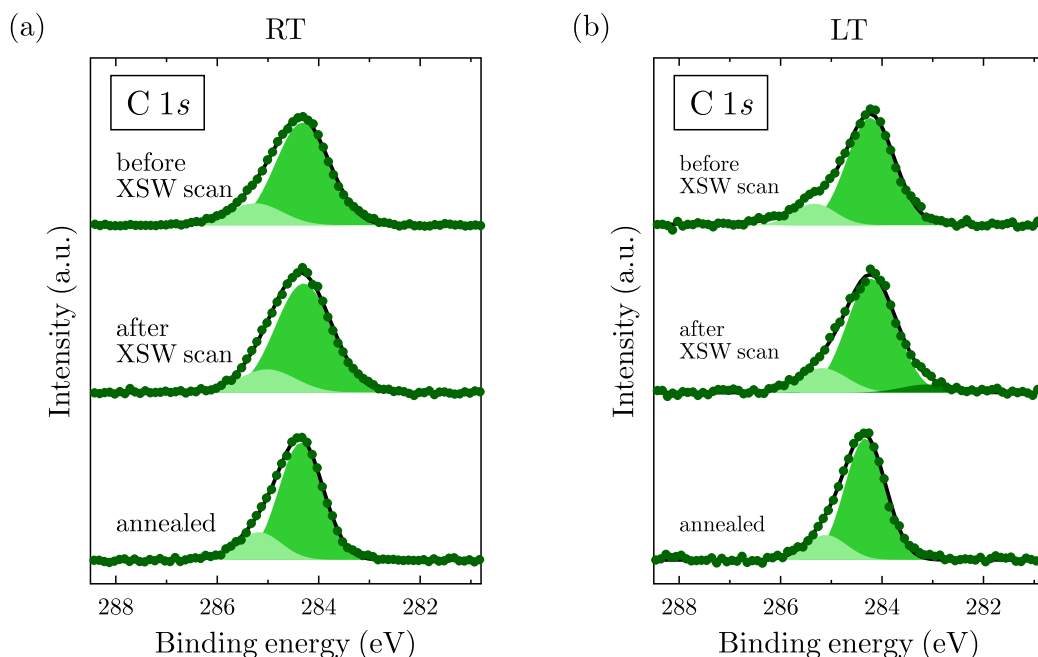 (a)
RT
C 1s
before
XSW scan
after
XSW scan
annealed
Intensity (a.u.)
288 286 284 282
Binding energy (eV)
(b)
LT
C 1s
before
XSW scan
after
XSW scan
annealed
Intensity (a.u.)
288 286 284 282
Binding energy (eV)